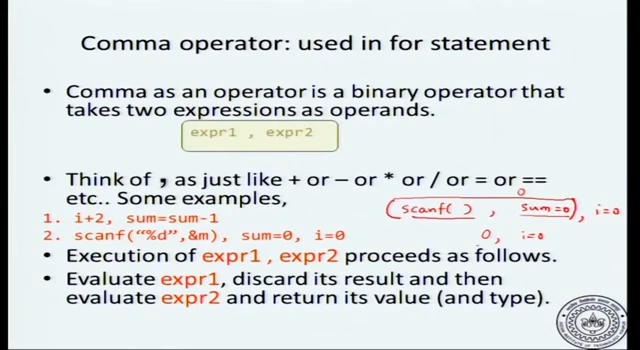 Comma operator: used in for statement
• Comma as an operator is a binary operator that
takes two expressions as operands.
expr1 , expr2
• Think of , as just like + or – or * or / or = or ==
etc.. Some examples,
0
1. i+2, sum=sum-1
(scanf( ) , sum=0), i=0
2. scanf(“%d”,&m), sum=0, i=0
0, i=0
• Execution of expr1 , expr2 proceeds as follows.
• Evaluate expr1, discard its result and then
evaluate expr2 and return its value (and type).